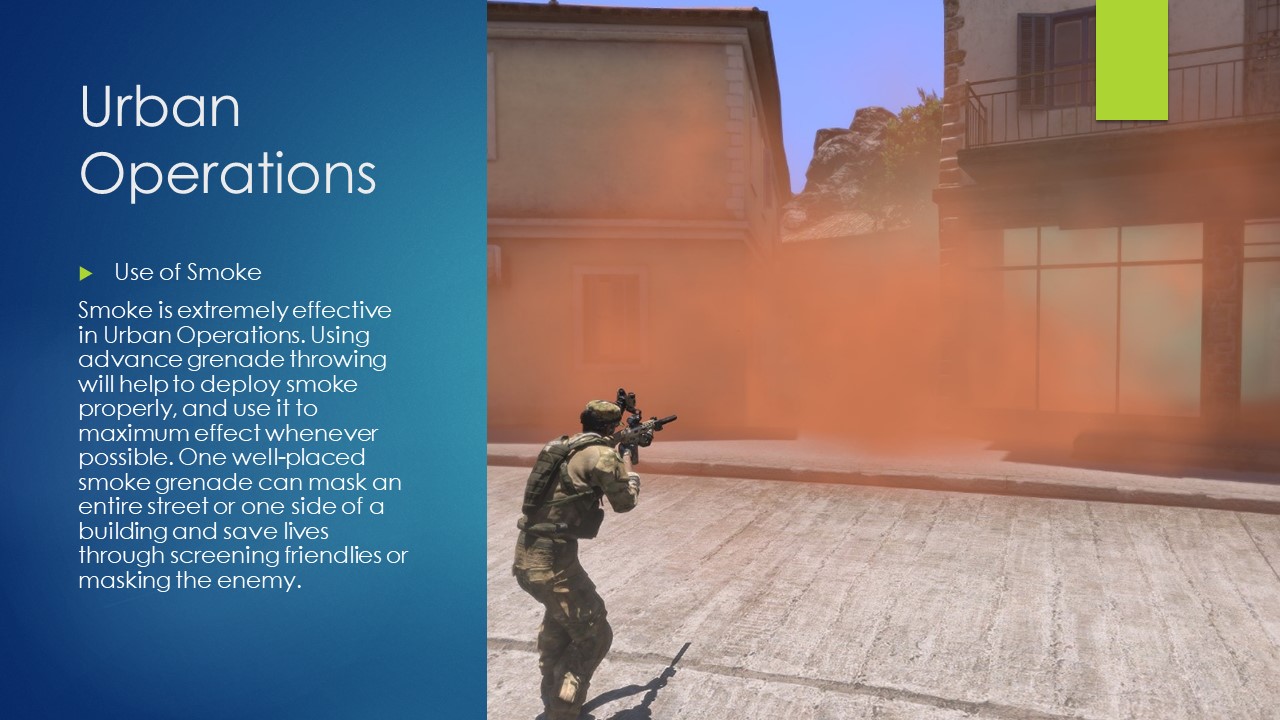 Urban
Operations
Use of Smoke
Smoke is extremely effective
in Urban Operations. Using
advance grenade throwing
will help to deploy smoke
properly, and use it to
maximum effect whenever
possible. One well-placed
smoke grenade can mask an
entire street or one side of a
building and save lives
through screening friendlies or
masking the enemy.